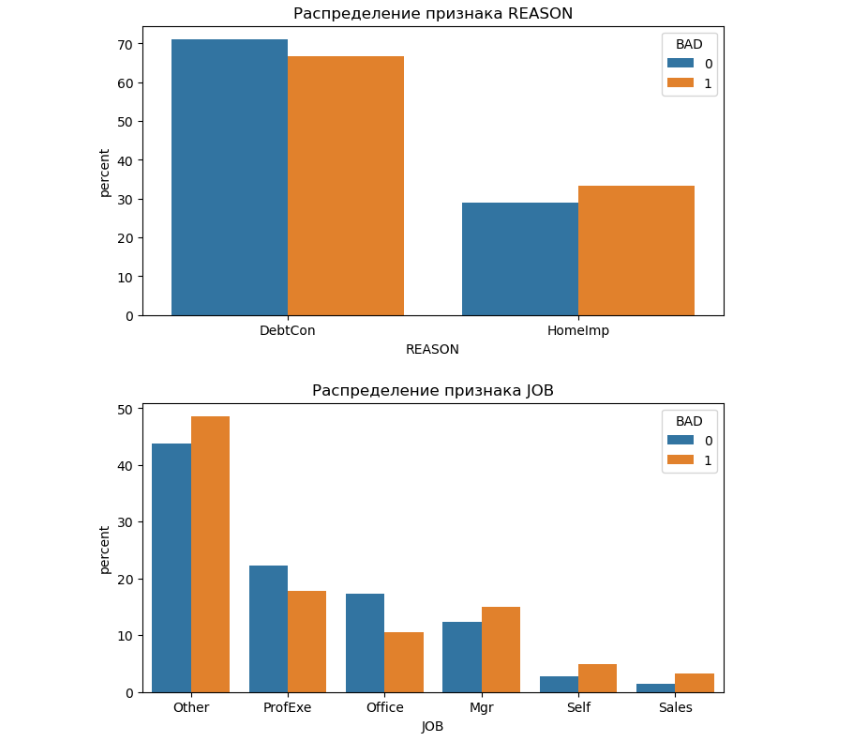 Распределение признака REASON
BAD
0
1
70
60
50
40
30
20
10
0
percent
DebtCon HomeImp
REASON
Распределение признака JOB
BAD
0
1
50
40
30
20
10
0
percent
Other ProfExe Office Mgr Self Sales
JOB